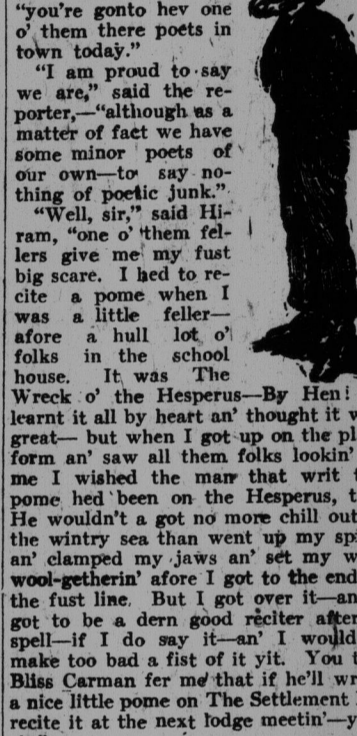 “you're gonto hev one
o' them there poets in
town today.”
“I am proud to say
we are,” said the re-
porter,—“although as a
matter of fact we have
some minor poets of
our own—to say no-
thing of poetic junk.”
“Well, sir,” said Hi-
ram, “one o' them fel-
lers give me my fust
big scare. I hed to re-
cite a pome when I
was a little feller—
afore a hull lot o'
folks in the school
house. It was The
Wreck o' the Hesperus—By Hen!
learnt it all by heart an' thought it
great— but when I got up on the pl
form an' saw all them folks lookin'
me I wished the man that writ
pome hed been on the Hesperus, t
He wouldn't a got no more chill out
the wintry sea than went up my sp
an' clamped my jaws an' set my w
wool-getherin' afore I got to the end
the fust line. But I got over it—an
got to be a dern good reciter after
spell—if I do say it—an' I would
make too bad a fist of it yit. You t
Bliss Carman fer me that if he'll wr
a nice little pome on The Settlement
recite it at the next lodge meetin'—y